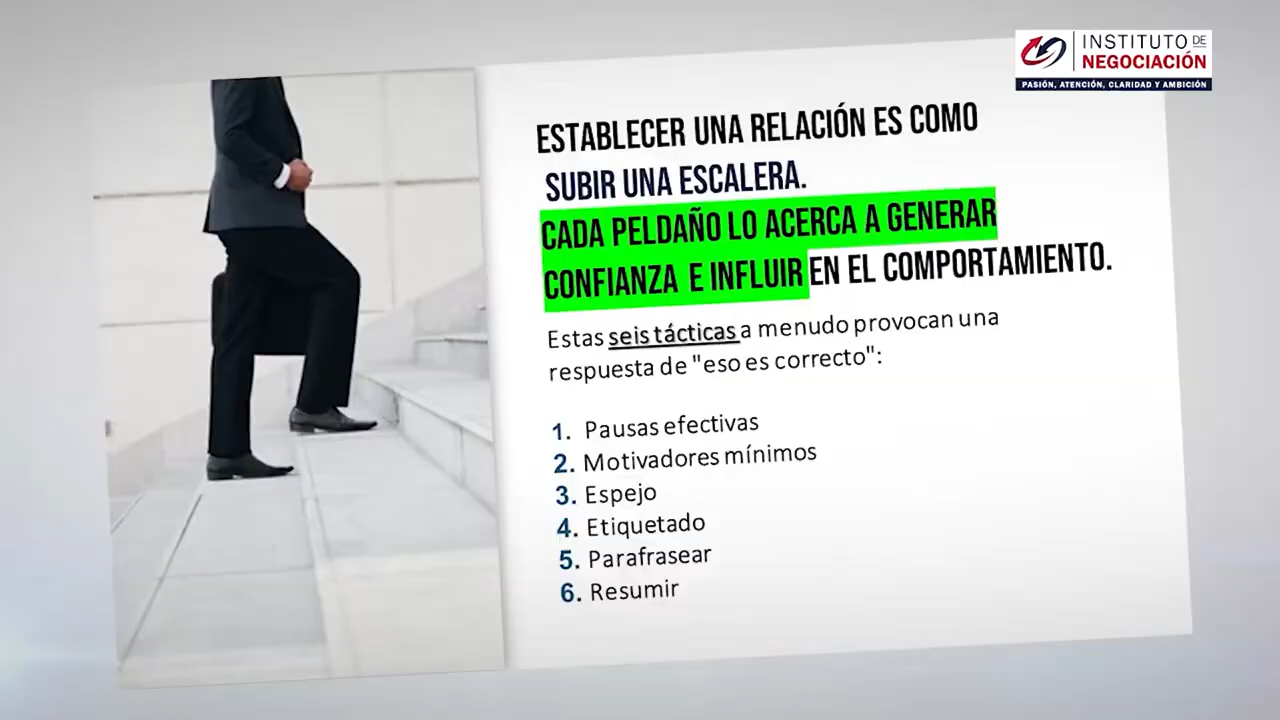 INSTITUTO DE
NEGOCIACIÓN
PASIÓN, ATENCIÓN, CLARIDAD Y AMBICIÓN
ESTABLECER UNA RELACIÓN ES COMO
SUBIR UNA ESCALERA.
CADA PELDAÑO LO ACERCA A GENERAR
CONFIANZA E INFLUIR EN EL COMPORTAMIENTO.
Estas seis tácticas a menudo provocan una
respuesta de "eso es correcto":
1. Pausas efectivas
2. Motivadores mínimos
3. Espejo
4. Etiquetado
5. Parafrasear
6. Resumir